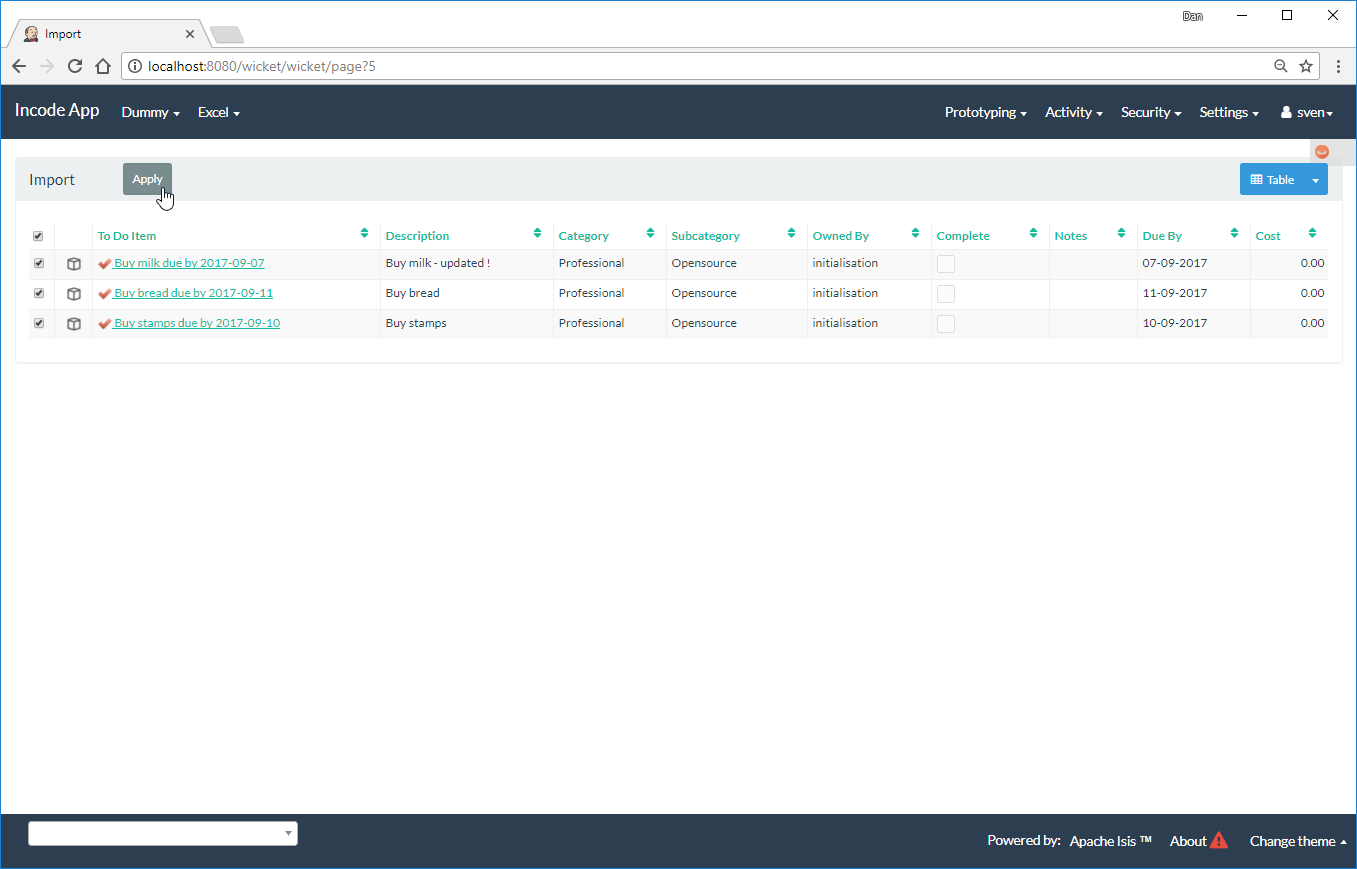 Dan
Import
localhost:8080/wicket/wicket/page?5
Incode App Dummy Excel Prototyping Activity Security Settings sven
Import Apply Table
To Do Item Description Category Subcategory Owned By Complete Notes Due By Cost
Buy milk due by 2017-09-07 Buy milk - updated ! Professional Opensource initialisation 07-09-2017 0.00
Buy bread due by 2017-09-11 Buy bread Professional Opensource initialisation 11-09-2017 0.00
Buy stamps due by 2017-09-10 Buy stamps Professional Opensource initialisation 10-09-2017 0.00
Powered by: Apache Isis ™ About Change theme